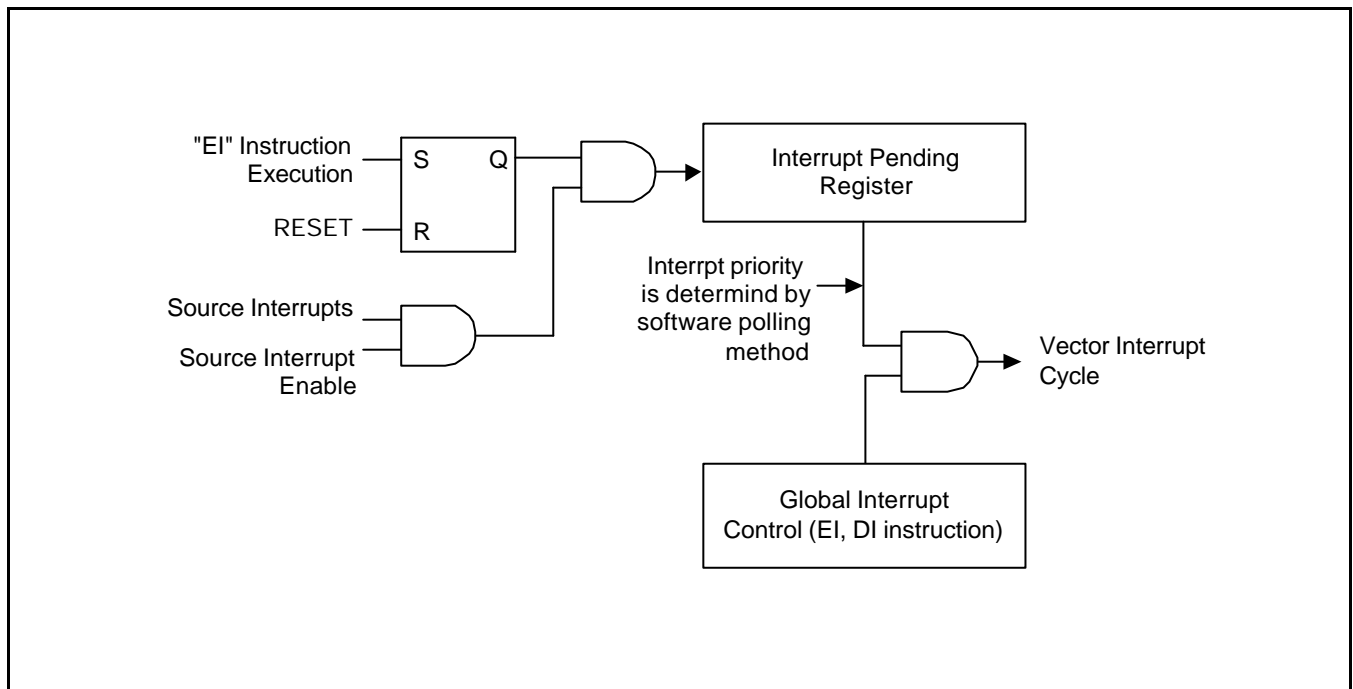 "EI" Instruction
Execution
S
Q
RESET
R
Source Interrupts
Source Interrupt
Enable
Interrupt Pending
Register
Interrpt priority
is determind by
software polling
method
Vector Interrupt
Cycle
Global Interrupt
Control (EI, DI instruction)